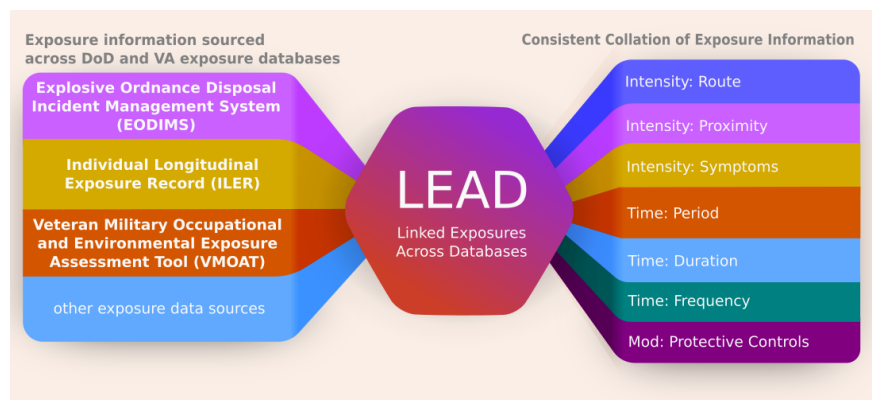 Exposure information sourced
across DoD and VA exposure databases
Explosive Ordnance Disposal
Incident Management System
(EODIMS)
Individual Longitudinal
Exposure Record (ILER)
Veteran Military Occupational
and Environmental Exposure
Assessment Tool (VMOAT)
other exposure data sources
LEAD
Linked Exposures
Across Databases
Consistent Collation of Exposure Information
Intensity: Route
Intensity: Proximity
Intensity: Symptoms
Time: Period
Time: Duration
Time: Frequency
Mod: Protective Controls